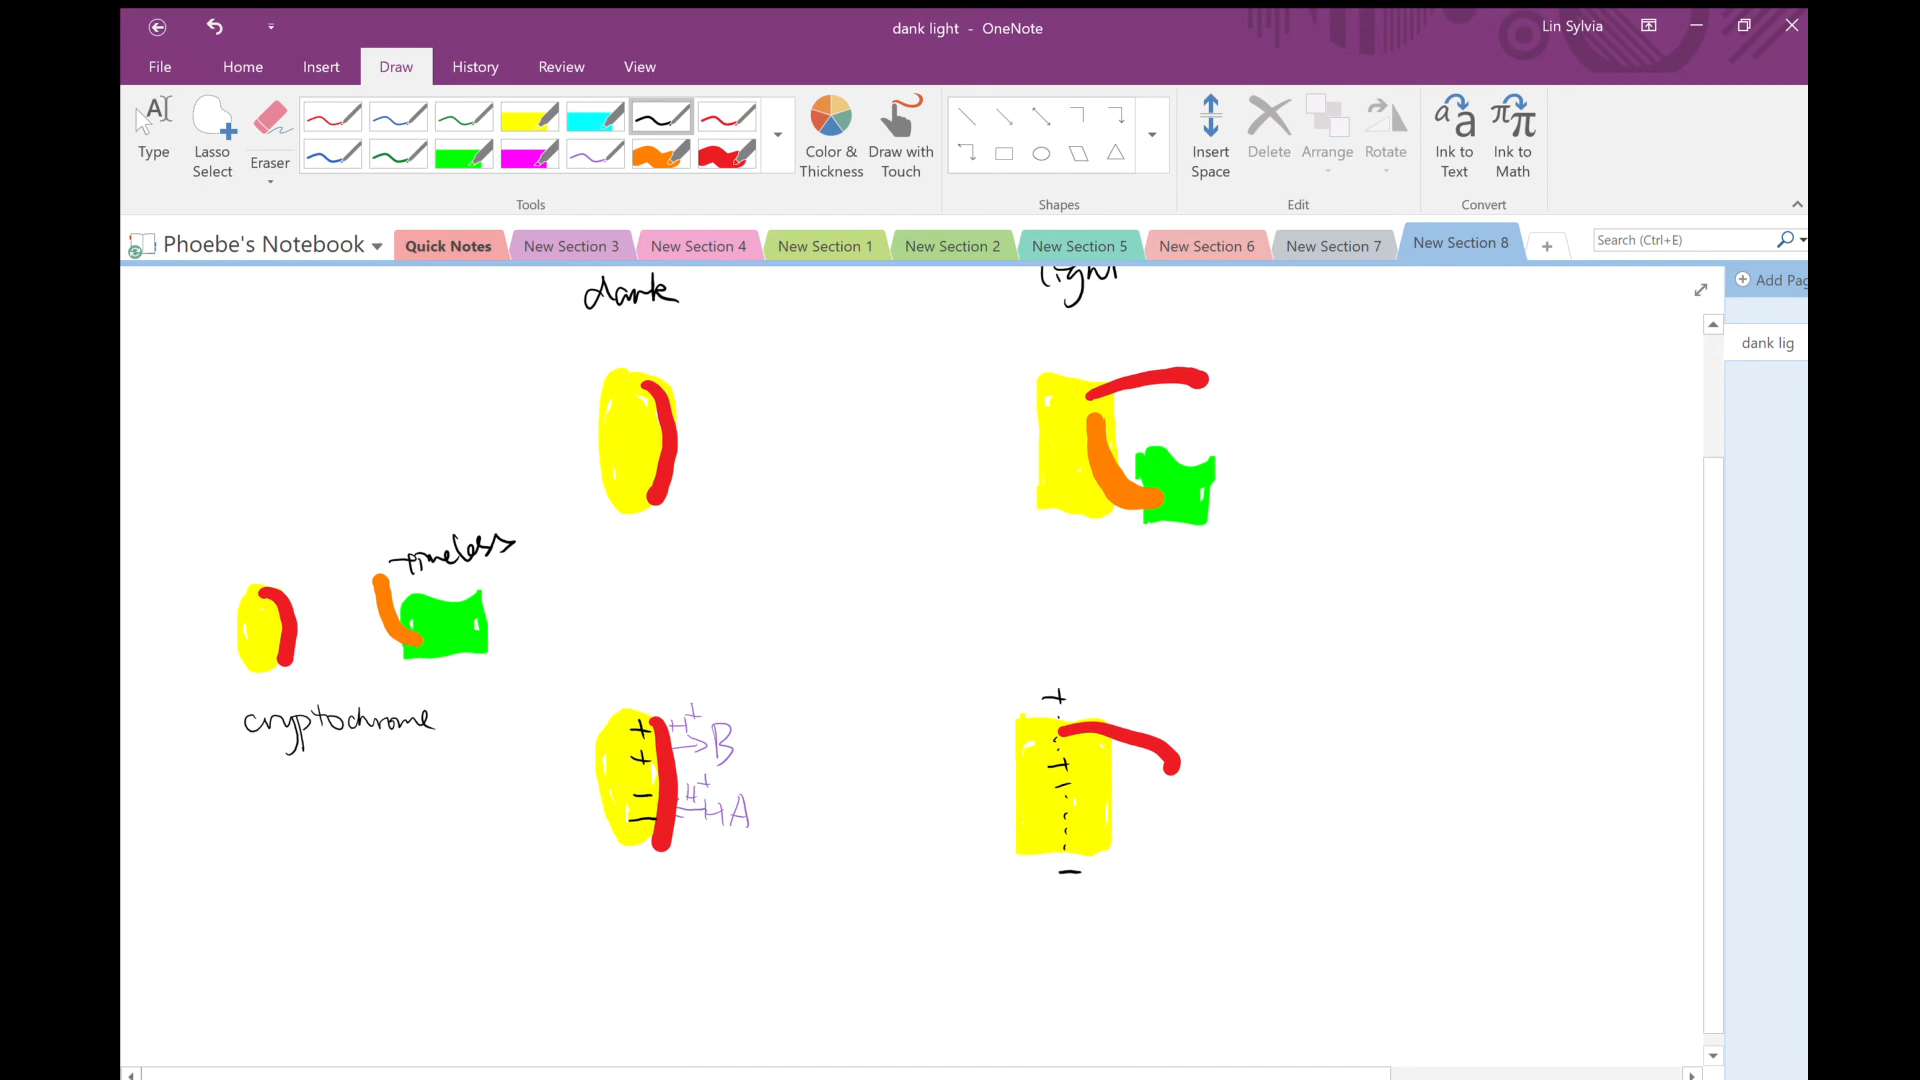 dank light - OneNote
Lin Sylvia
File Home Insert Draw History Review View
Type
Lasso Select
Eraser
Color & Thickness
Draw with Touch
Insert Space
Delete
Arrange
Rotate
Ink to Text
Ink to Math
Tools
Shapes
Edit
Convert
Phoebe's Notebook
Quick Notes
New Section 3
New Section 4
New Section 1
New Section 2
New Section 5
New Section 6
New Section 7
New Section 8
Search (Ctrl+E)
Add Pag
dank lig
dark
light
timeless
cryptochrome
+
+
-
-
H+
B
H+
HA
+
+
-
-